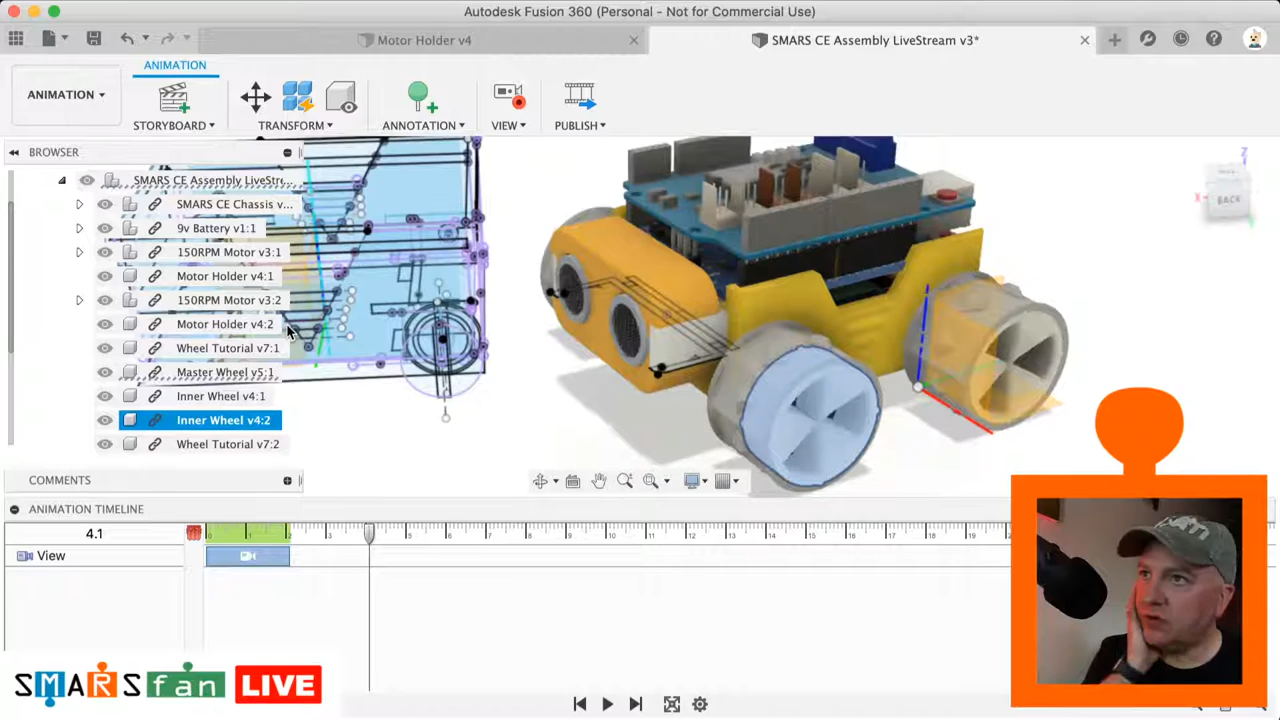 Autodesk Fusion 360 (Personal - Not for Commercial Use)
Motor Holder v4
SMARS CE Assembly LiveStream v3*
ANIMATION
ANIMATION
STORYBOARD
TRANSFORM
ANNOTATION
VIEW
PUBLISH
BROWSER
SMARS CE Assembly LiveStre...
SMARS CE Chassis v...
9v Battery v1:1
150RPM Motor v3:1
Motor Holder v4:1
150RPM Motor v3:2
Motor Holder v4:2
Wheel Tutorial v7:1
Master Wheel v5:1
Inner Wheel v4:1
Inner Wheel v4:2
Wheel Tutorial v7:2
Z
X
BACK
COMMENTS
ANIMATION TIMELINE
4.1
0 1 2 3 5 6 7 8 9 10 11 12 13 14 15 16 17 18 19
View
SMARS fan LIVE